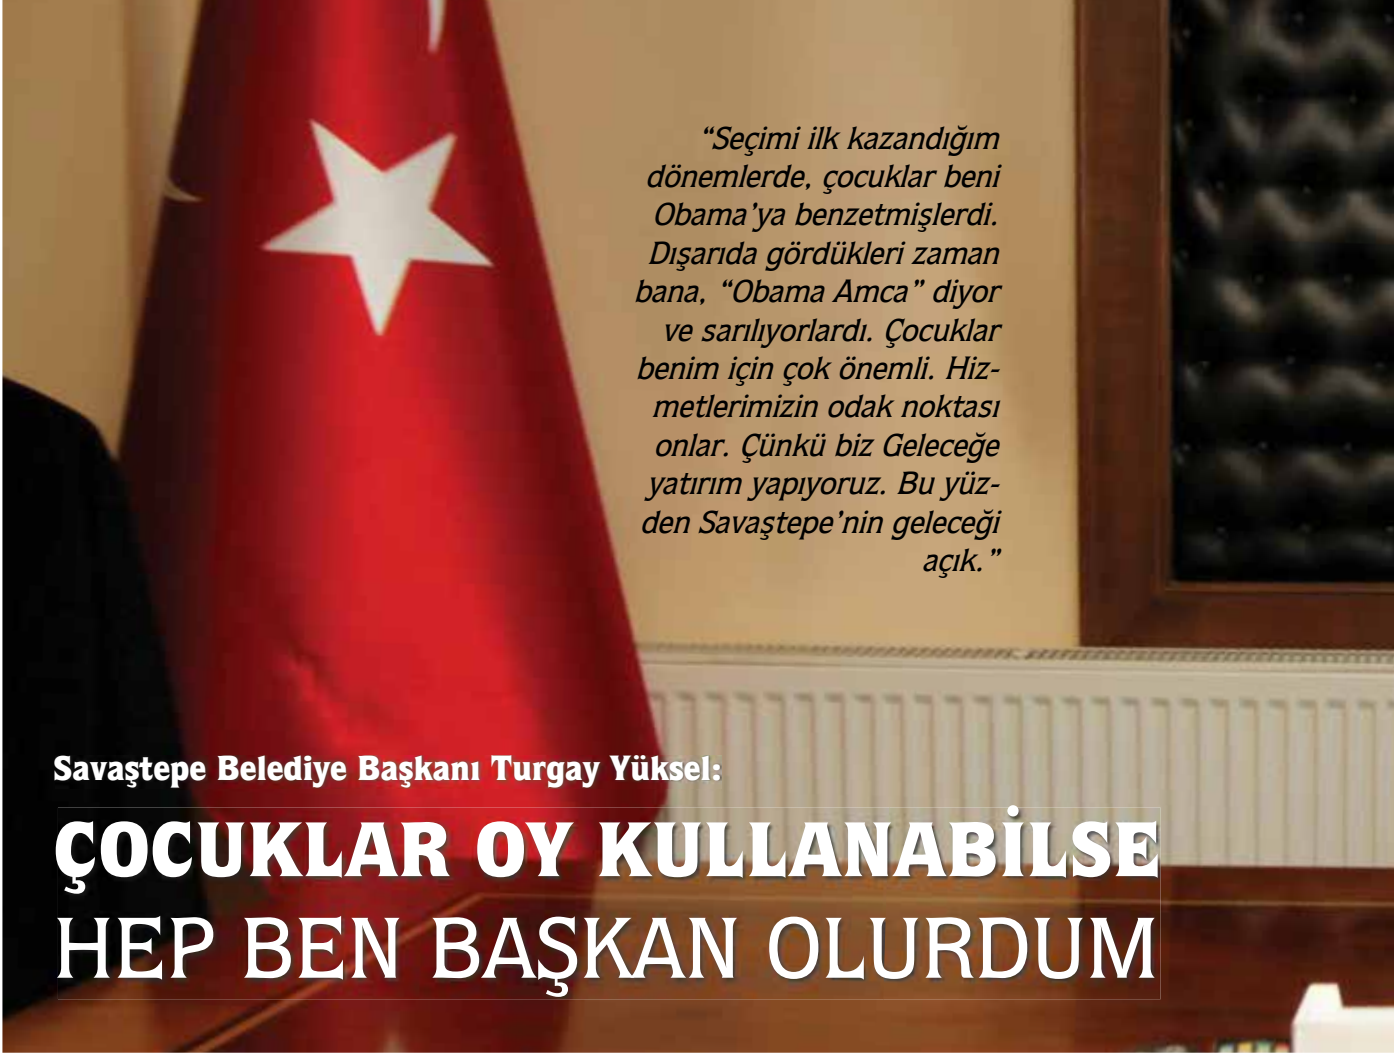 “Seçimi ilk kazandığım
dönemlerde, çocuklar beni
Obama’ya benzetmişlerdi.
Dışarıda gördükleri zaman
bana, “Obama Amca” diyor
ve sarılıyorlardı. Çocuklar
benim için çok önemli. Hiz-
metlerimizin odak noktası
onlar. Çünkü biz Geleceğe
yatırım yapıyoruz. Bu yüz-
den Savaştepe’nin geleceği
açık.”
Savaştepe Belediye Başkanı Turgay Yüksel:
ÇOCUKLAR OY KULLANABİLSE
HEP BEN BAŞKAN OLURDUM